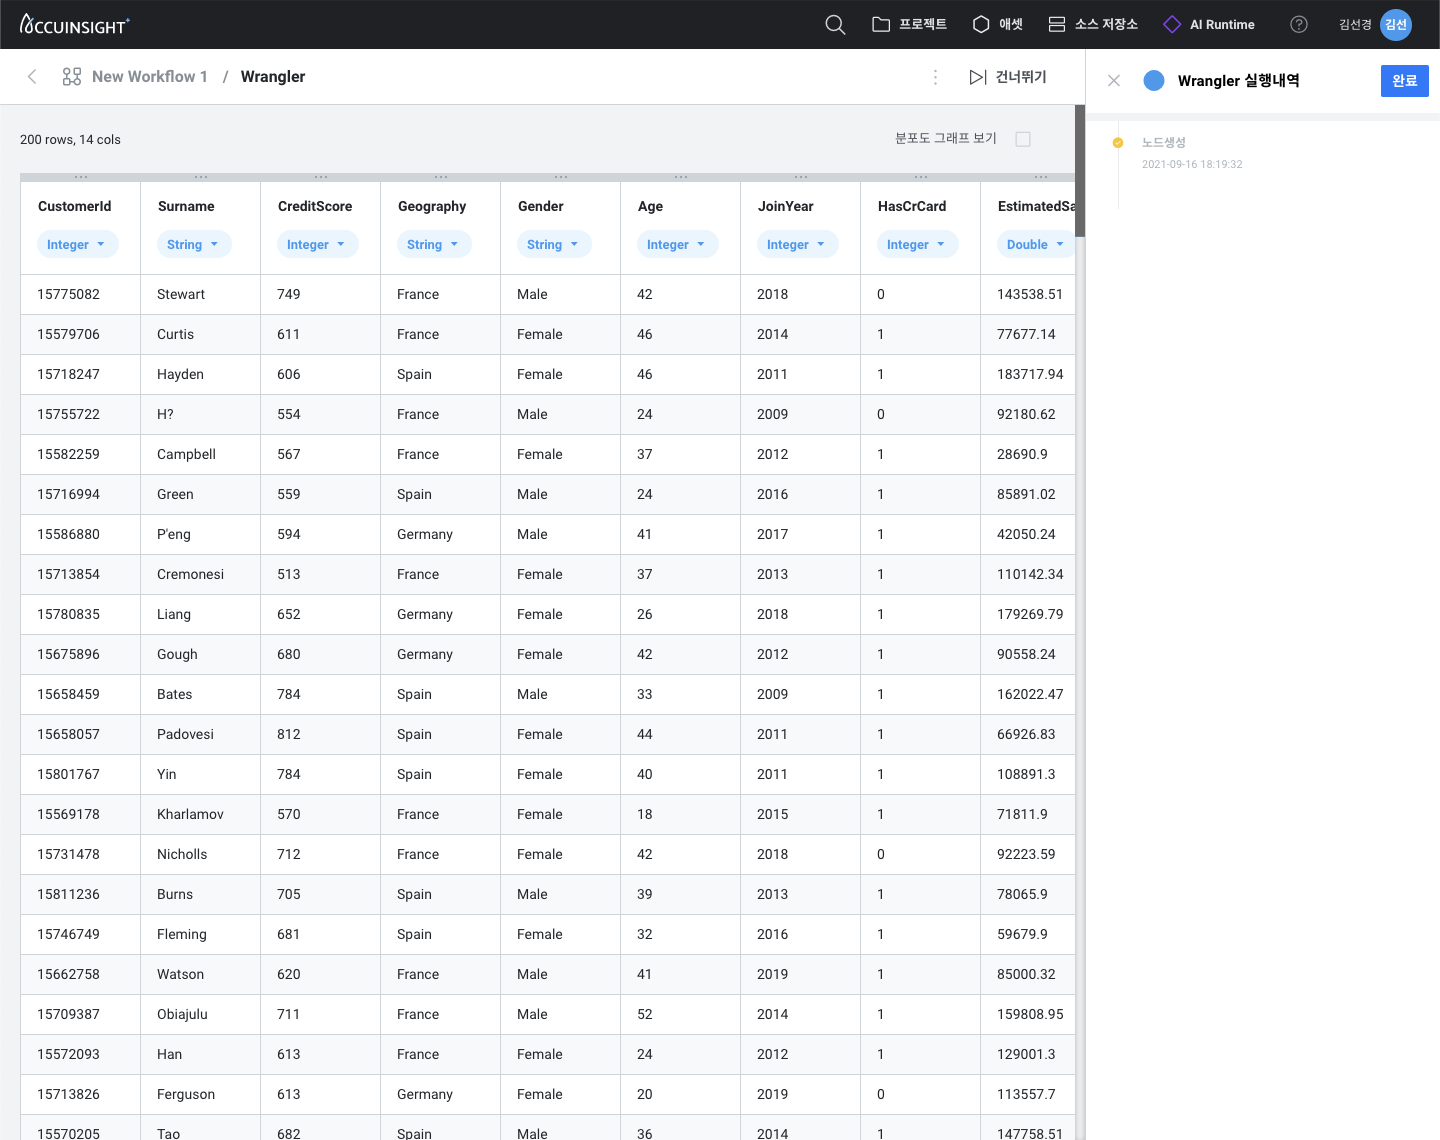 ACCUINSIGHT+ 프로젝트 애셋 소스 저장소 AI Runtime ? 김선경 김선
New Workflow 1 / Wrangler 건너뛰기
Wrangler 실행내역 완료
200 rows, 14 cols 분포도 그래프 보기
노드생성
2021-09-16 18:19:32
CustomerId Surname CreditScore Geography Gender Age JoinYear HasCrCard EstimatedSa
Integer String Integer String String Integer Integer Integer Double
15775082 Stewart 749 France Male 42 2018 0 143538.51
15579706 Curtis 611 France Female 46 2014 1 77677.14
15718247 Hayden 606 Spain Female 46 2011 1 183717.94
15755722 H? 554 France Male 24 2009 0 92180.62
15582259 Campbell 567 France Female 37 2012 1 28690.9
15716994 Green 559 Spain Male 24 2016 1 85891.02
15586880 P'eng 594 Germany Male 41 2017 1 42050.24
15713854 Cremonesi 513 France Female 37 2013 1 110142.34
15780835 Liang 652 Germany Female 26 2018 1 179269.79
15675896 Gough 680 Germany Female 42 2012 1 90558.24
15658459 Bates 784 Spain Male 33 2009 1 162022.47
15658057 Padovesi 812 Spain Female 44 2011 1 66926.83
15801767 Yin 784 Spain Female 40 2011 1 108891.3
15569178 Kharlamov 570 France Female 18 2015 1 71811.9
15731478 Nicholls 712 France Female 42 2018 0 92223.59
15811236 Burns 705 Spain Male 39 2013 1 78065.9
15746749 Fleming 681 Spain Female 32 2016 1 59679.9
15662758 Watson 620 France Male 41 2019 1 85000.32
15709387 Obiajulu 711 France Male 52 2014 1 159808.95
15572093 Han 613 France Female 24 2012 1 129001.3
15713826 Ferguson 613 Germany Female 20 2019 0 113557.7
15570205 Tao 682 Spain Male 36 2014 1 147758.51